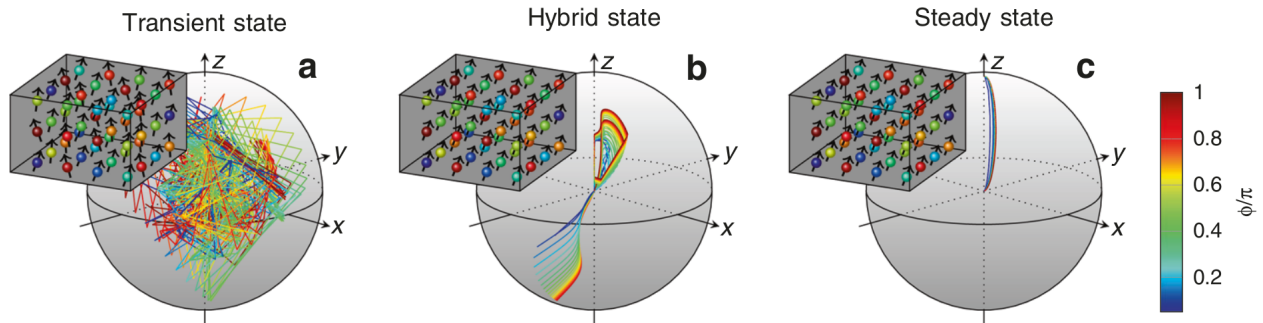 Transient state
Hybrid state
Steady state
z a
z b
z c
y
y
y
x
x
x
1
0.8
0.6
0.4
0.2
ϕ/π